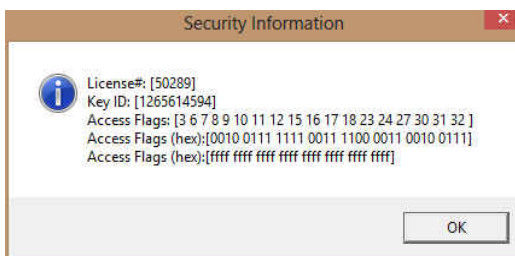 Security Information
License#: [50289]
Key ID: [1265614594]
Access Flags: [3 6 7 8 9 10 11 12 15 16 17 18 23 24 27 30 31 32 ]
Access Flags (hex):[0010 0111 1111 0011 1100 0011 0010 0111]
Access Flags (hex):[ffff ffff ffff ffff ffff ffff ffff ffff]
OK